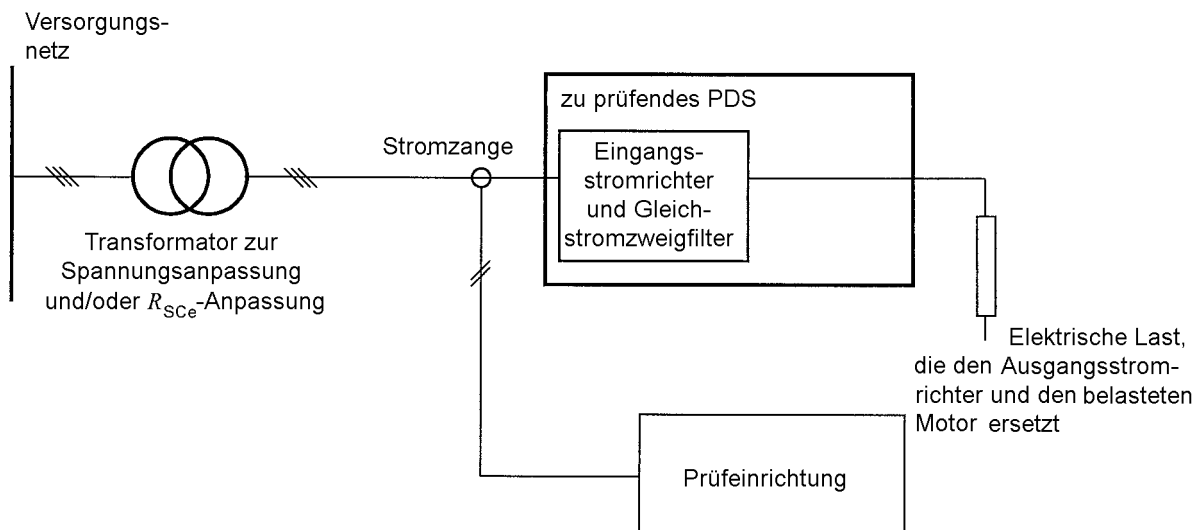 Versorgungs-
netz
zu prüfendes PDS
Stromzange
Eingangs-
stromrichter
und Gleich-
stromzweigfilter
Transformator zur
Spannungsanpassung
und/oder RSCe-Anpassung
Elektrische Last,
die den Ausgangsstrom-
richter und den belasteten
Motor ersetzt
Prüfeinrichtung